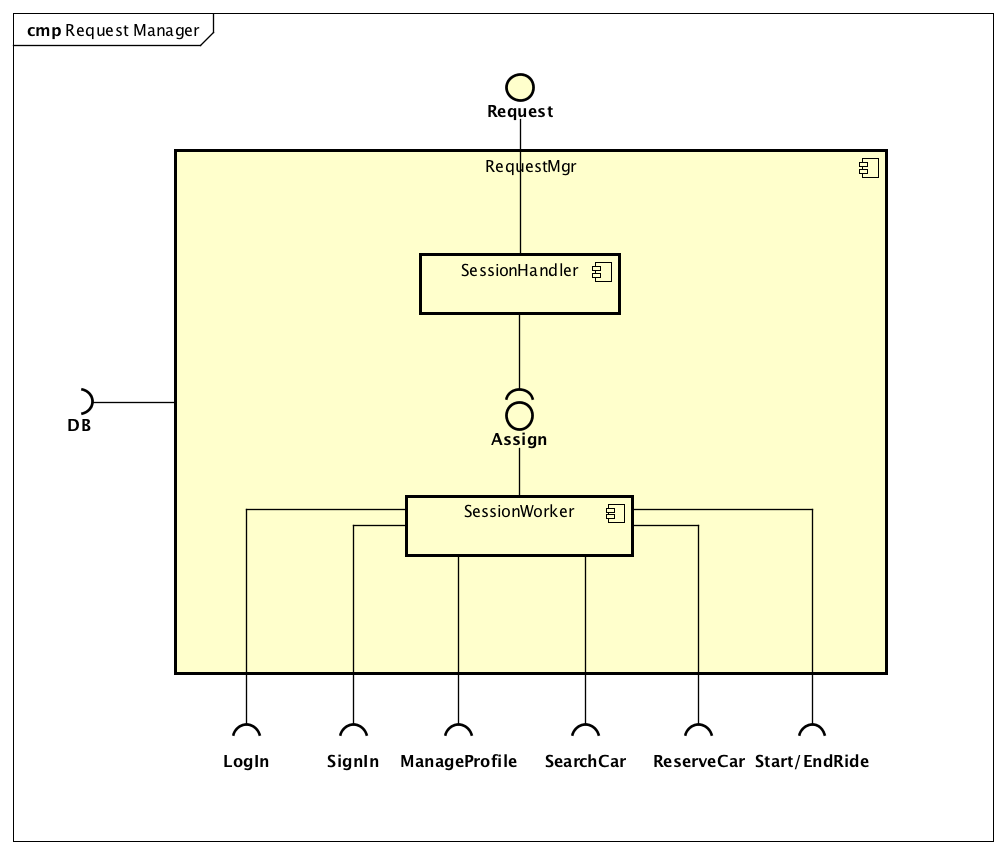 cmp Request Manager
Request
RequestMgr
SessionHandler
DB
Assign
SessionWorker
LogIn
SignIn
ManageProfile
SearchCar
ReserveCar
Start/EndRide